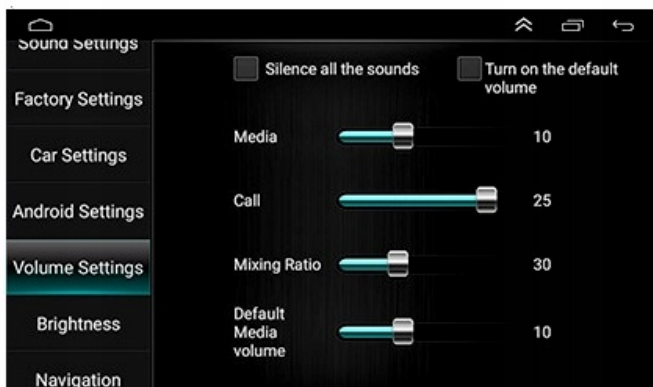 Sound Settings
Factory Settings
Car Settings
Android Settings
Volume Settings
Brightness
Navigation
Silence all the sounds
Turn on the default
volume
Media 10
Call 25
Mixing Ratio 30
Default
Media 10
volume